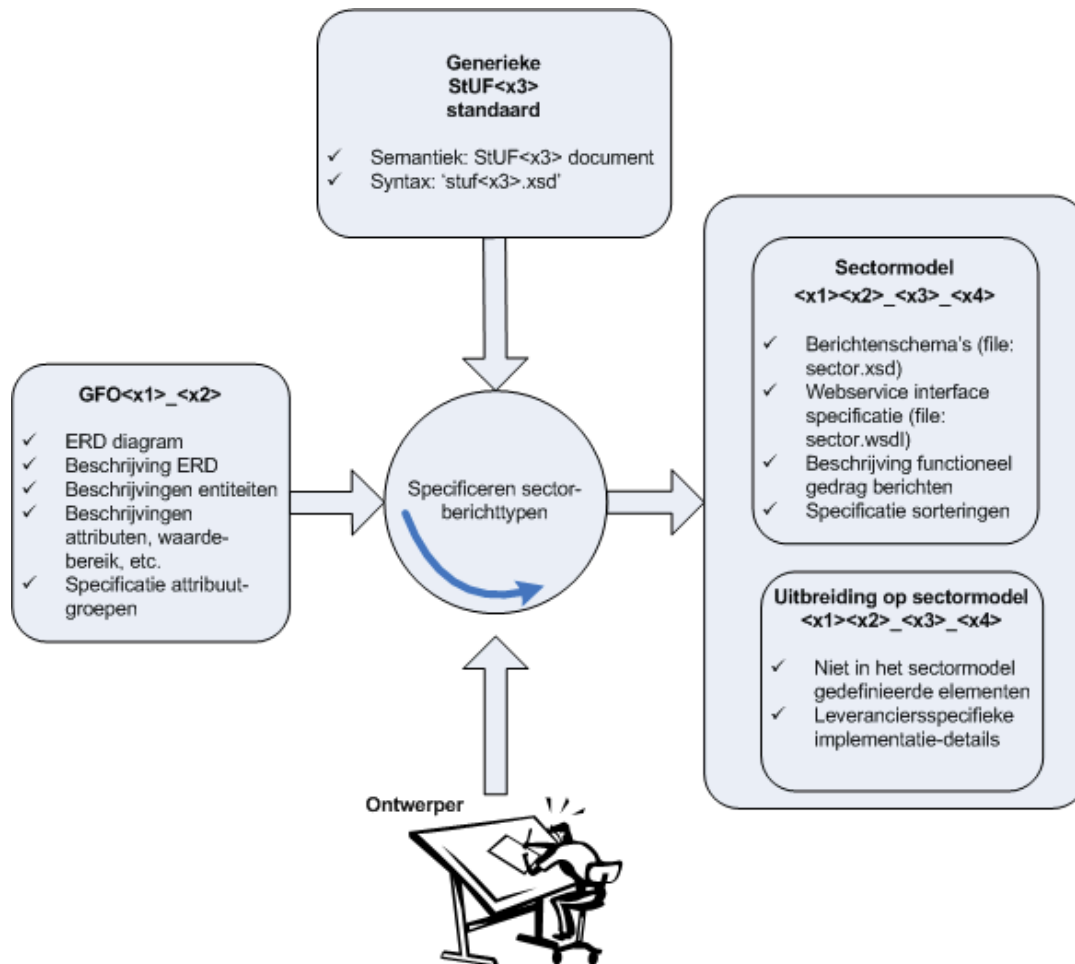 Generieke
StUF<x3>
standaard
✓ Semantiek: StUF<x3> document
✓ Syntax: ‘stuf<x3>.xsd’
GFO<x1>_<x2>
✓ ERD diagram
✓ Beschrijving ERD
✓ Beschrijvingen entiteiten
✓ Beschrijvingen
attributen, waarde-
bereik, etc.
✓ Specificatie attribuut-
groepen
Specificeren sector-
berichttypen
Sectormodel
<x1><x2>_<x3>_<x4>
✓ Berichtenschema's (file:
sector.xsd)
✓ Webservice interface
specificatie (file:
sector.wsdl)
✓ Beschrijving functioneel
gedrag berichten
✓ Specificatie sorteringen
Uitbreiding op sectormodel
<x1><x2>_<x3>_<x4>
✓ Niet in het sectormodel
gedefinieerde elementen
✓ Leveranciersspecifieke
implementatie-details
Ontwerper